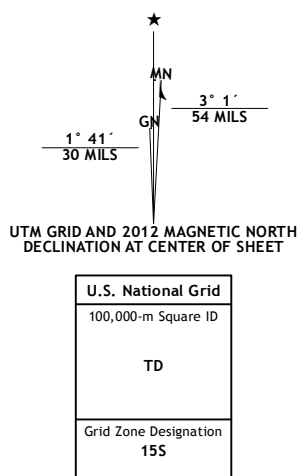 ★
MN
GN
3° 1´
54 MILS
1° 41´
30 MILS
UTM GRID AND 2012 MAGNETIC NORTH
DECLINATION AT CENTER OF SHEET
U.S. National Grid
100,000-m Square ID
TD
Grid Zone Designation
15S